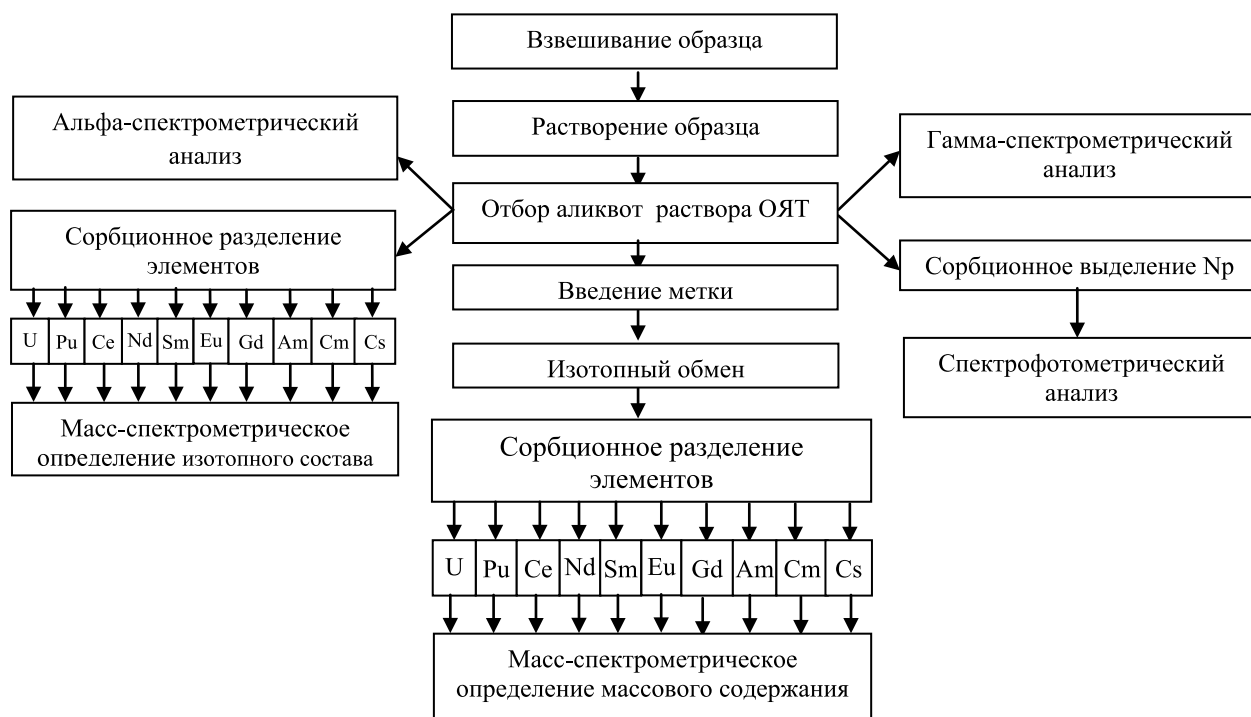 Взвешивание образца
Растворение образца
Альфа-спектрометрический
анализ
Гамма-спектрометрический
анализ
Отбор аликвот раствора ОЯТ
Сорбционное разделение
элементов
Сорбционное выделение Np
Введение метки
U Pu Ce Nd Sm Eu Gd Am Cm Cs
Изотопный обмен
Спектрофотометрический
анализ
Масс-спектрометрическое
определение изотопного состава
Сорбционное разделение
элементов
U Pu Ce Nd Sm Eu Gd Am Cm Cs
Масс-спектрометрическое
определение массового содержания